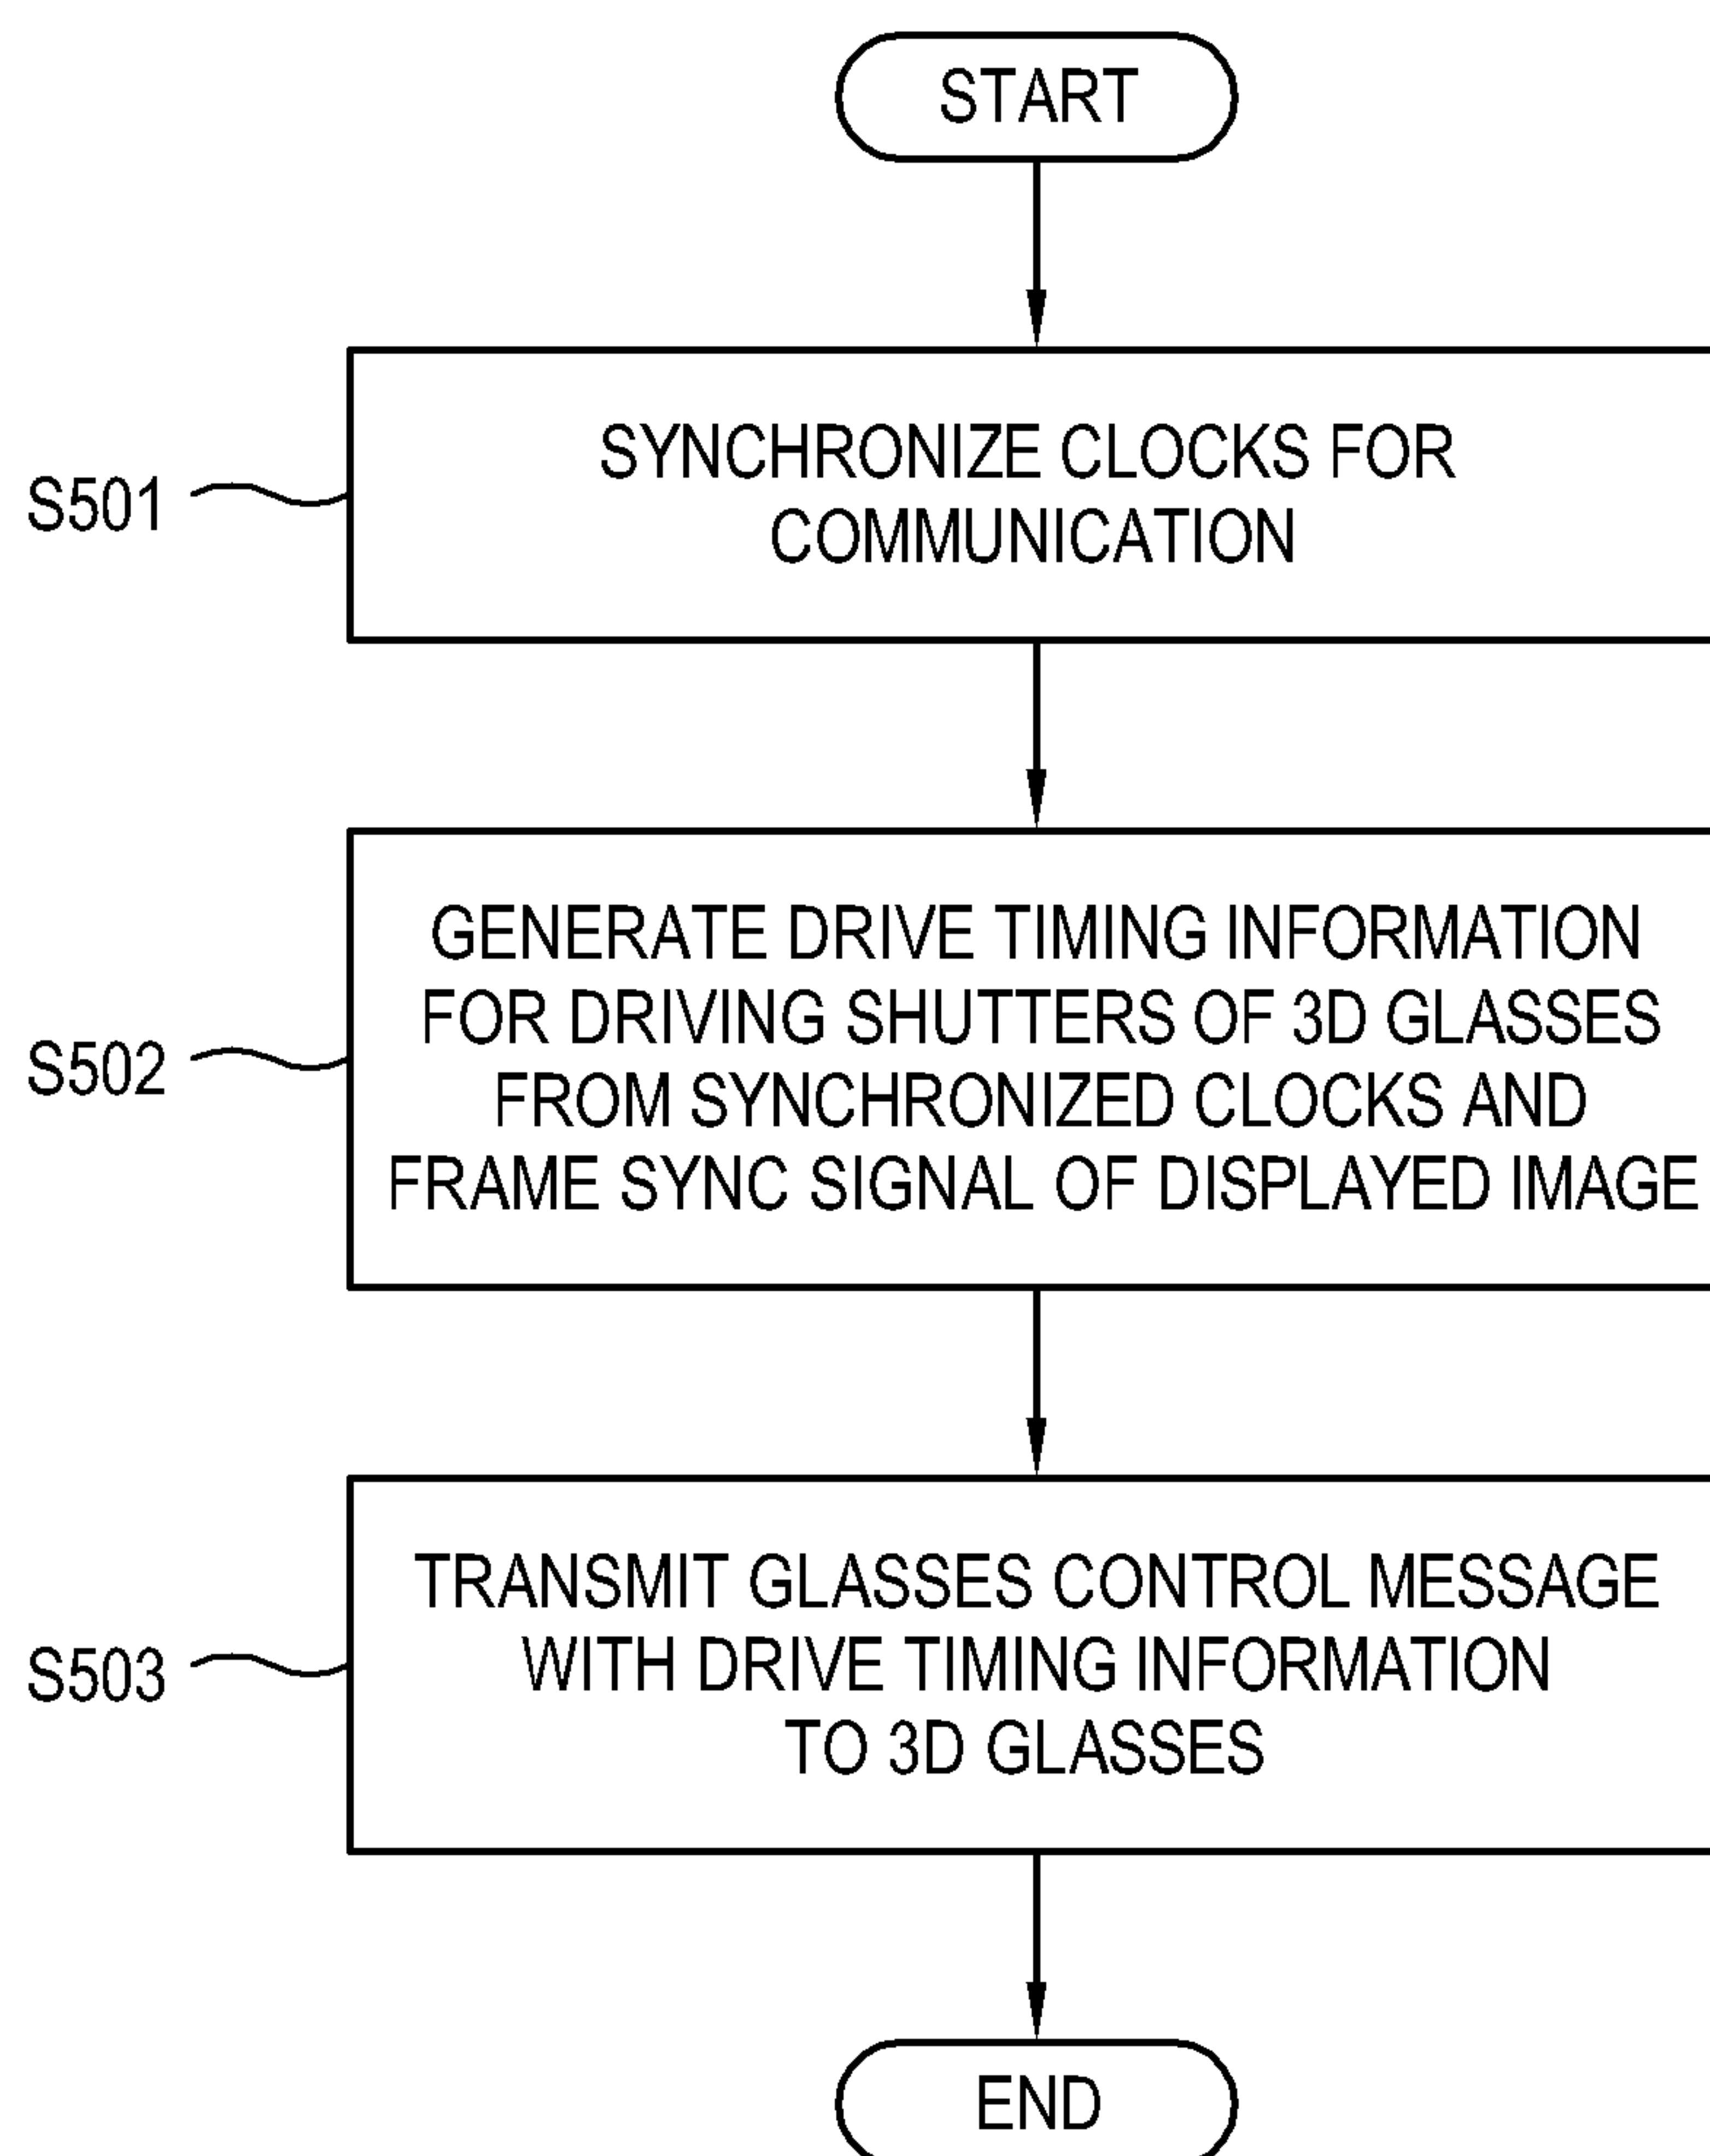 START
S501
SYNCHRONIZE CLOCKS FOR
COMMUNICATION
S502
GENERATE DRIVE TIMING INFORMATION
FOR DRIVING SHUTTERS OF 3D GLASSES
FROM SYNCHRONIZED CLOCKS AND
FRAME SYNC SIGNAL OF DISPLAYED IMAGE
S503
TRANSMIT GLASSES CONTROL MESSAGE
WITH DRIVE TIMING INFORMATION
TO 3D GLASSES
END